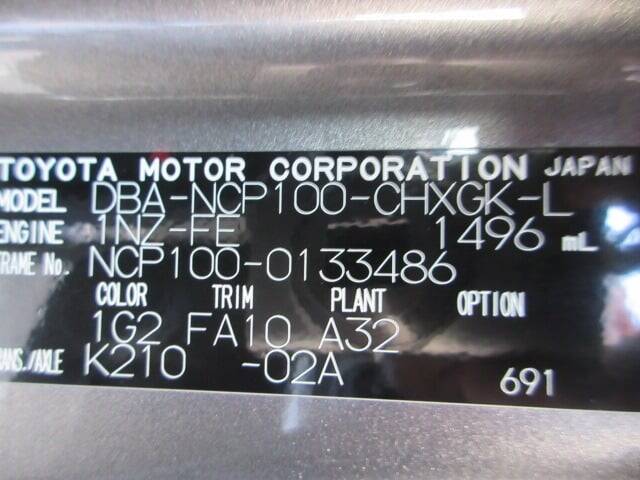 TOYOTA MOTOR CORPORATION JAPAN
MODEL DBA-NCP100-CHXGK-L
ENGINE 1NZ-FE 1496 mL
FRAME No. NCP100-0133486
COLOR TRIM PLANT OPTION
1G2 FA10 A32
TRANS./AXLE K210 -02A
691